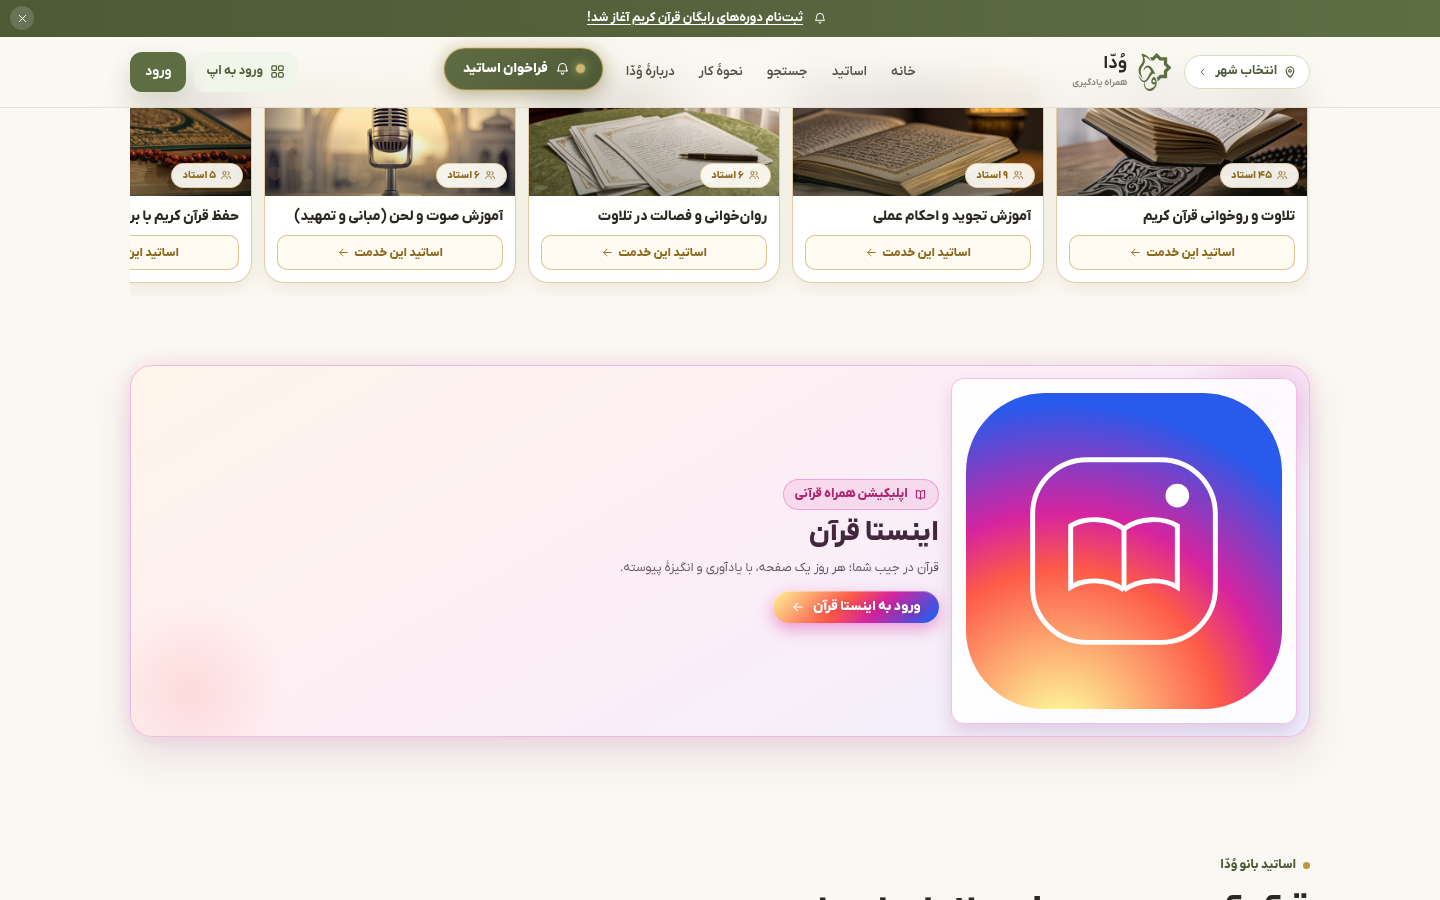 ثبت‌نام دوره‌های رایگان قرآن کریم آغاز شد!
انتخاب شهر
وُدّا
همراه یادگیری
خانه
اساتید
جستجو
نحوهٔ کار
دربارهٔ وُدّا
فراخوان اساتید
ورود به اپ
ورود
۴۵ استاد
۹ استاد
۶ استاد
۶ استاد
۵ استاد
تلاوت و روخوانی قرآن کریم
آموزش تجوید و احکام عملی
روان‌خوانی و فصالت در تلاوت
آموزش صوت و لحن (مبانی و تمهید)
حفظ قرآن کریم با بر
اساتید این خدمت ←
اساتید این خدمت ←
اساتید این خدمت ←
اساتید این خدمت ←
اساتید این
اپلیکیشن همراه قرآنی
اینستا قرآن
قرآن در جیب شما؛ هر روز یک صفحه، با یادآوری و انگیزهٔ پیوسته.
ورود به اینستا قرآن ←
اساتید بانو وُدّا